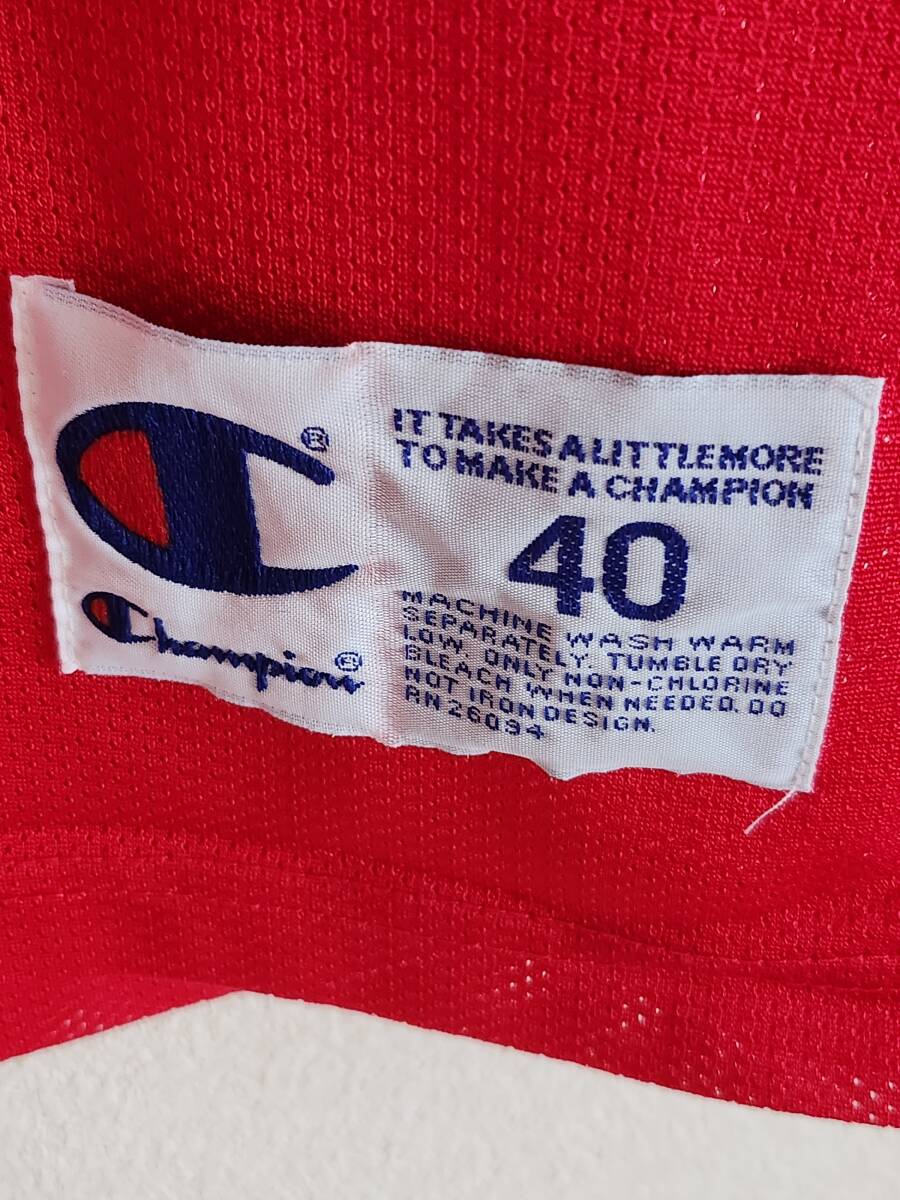 ®
Champion®
IT TAKES A LITTLE MORE
TO MAKE A CHAMPION
40
MACHINE WASH WARM
SEPARATELY. TUMBLE DRY
LOW. ONLY NON-CHLORINE
BLEACH WHEN NEEDED. DO
NOT IRON DESIGN.
RN 26094